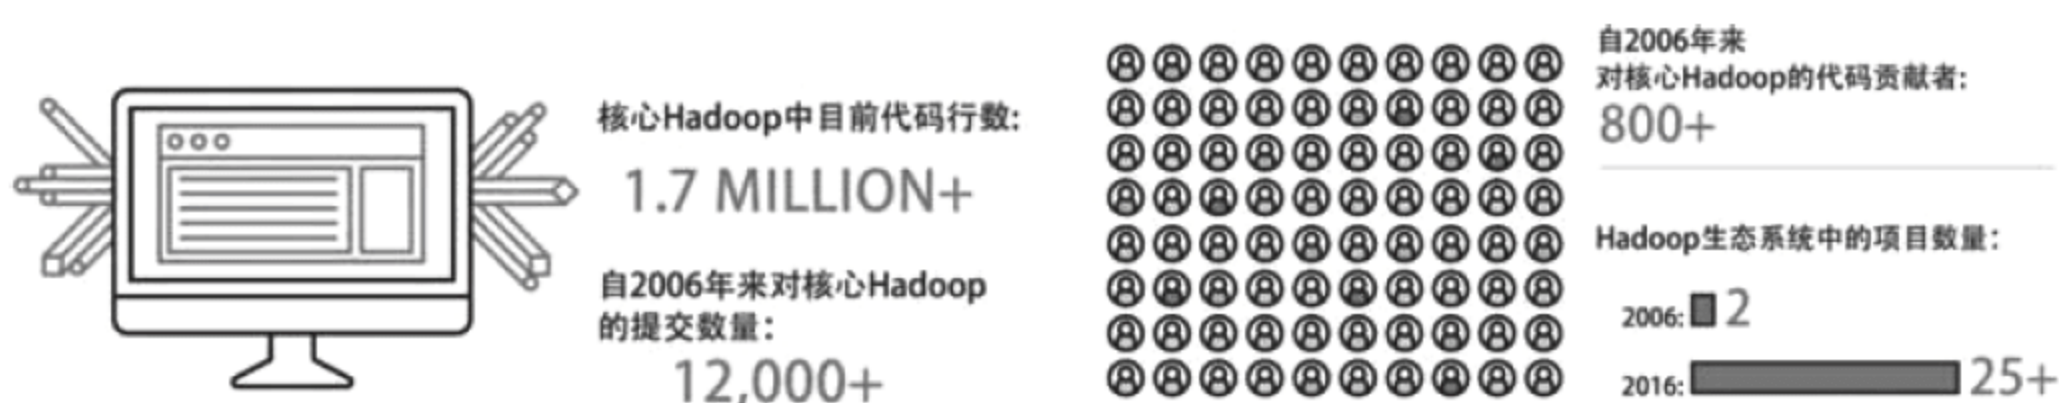 核心Hadoop中目前代码行数:
1.7 MILLION+
自2006年来对核心Hadoop
的提交数量：
12,000+
自2006年来
对核心Hadoop的代码贡献者:
800+
Hadoop生态系统中的项目数量：
2006: 2
2016: 25+